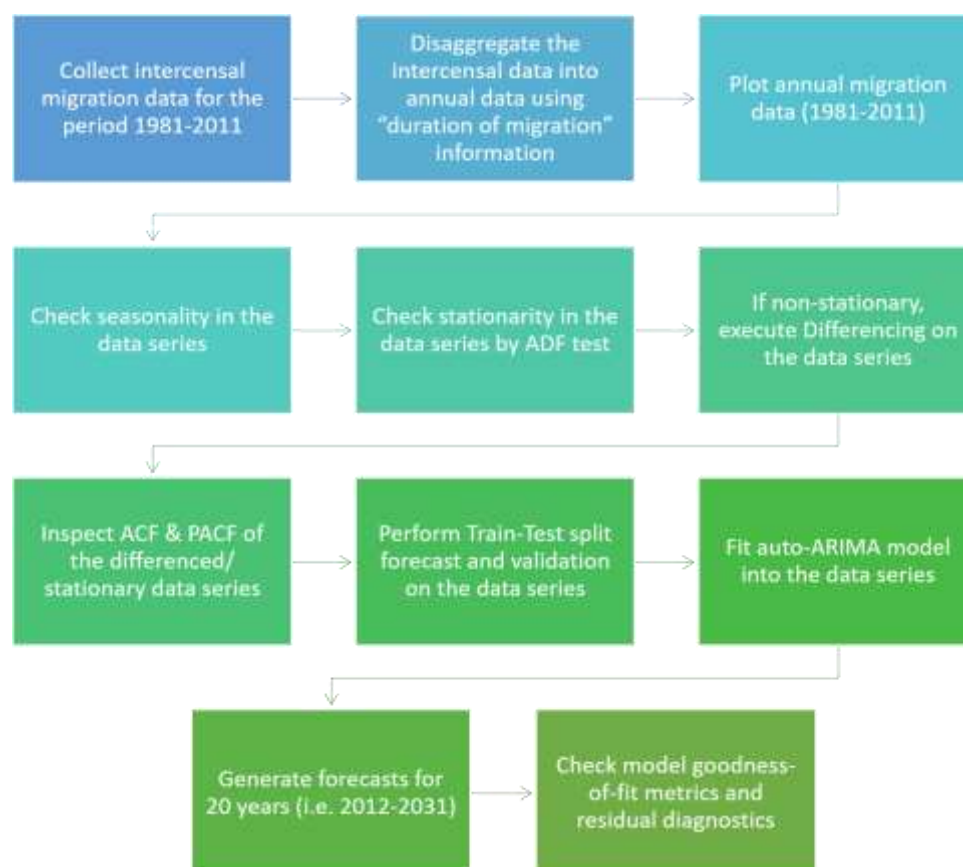 Collect intercensal
migration data for the
period 1981-2011
Disaggregate the
intercensal data into
annual data using
“duration of migration”
information
Plot annual migration
data (1981-2011)
Check seasonality in the
data series
Check stationarity in the
data series by ADF test
If non-stationary,
execute Differencing on
the data series
Inspect ACF & PACF of
the differenced/
stationary data series
Perform Train-Test split
forecast and validation
on the data series
Fit auto-ARIMA model
into the data series
Generate forecasts for
20 years (i.e. 2012-2031)
Check model goodness-
of-fit metrics and
residual diagnostics